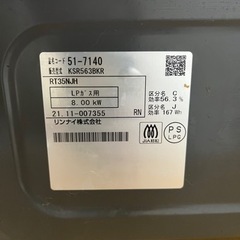 品名コード 51-7140
販売型式 KSR563BKR
RT35NJH
LPガス用
8.00 kW
21.11-007355 RN
リンナイ株式会社
区分名 C
効率56.3 %
区分名 J
効率 167 Wh
PS
LPG